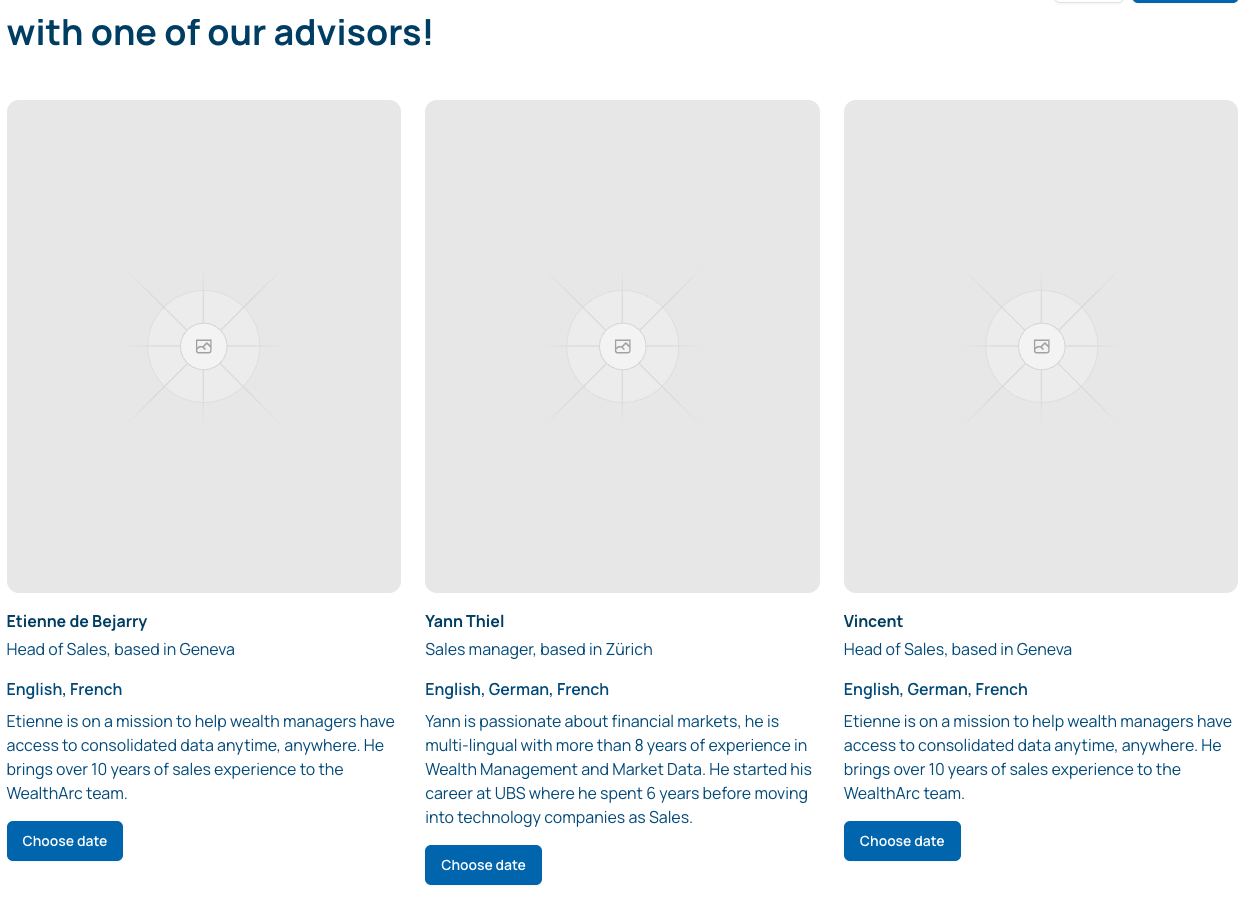 with one of our advisors!
Etienne de Bejarry
Head of Sales, based in Geneva
English, French
Etienne is on a mission to help wealth managers have
access to consolidated data anytime, anywhere. He
brings over 10 years of sales experience to the
WealthArc team.
Choose date
Yann Thiel
Sales manager, based in Zürich
English, German, French
Yann is passionate about financial markets, he is
multi-lingual with more than 8 years of experience in
Wealth Management and Market Data. He started his
career at UBS where he spent 6 years before moving
into technology companies as Sales.
Choose date
Vincent
Head of Sales, based in Geneva
English, German, French
Etienne is on a mission to help wealth managers have
access to consolidated data anytime, anywhere. He
brings over 10 years of sales experience to the
WealthArc team.
Choose date